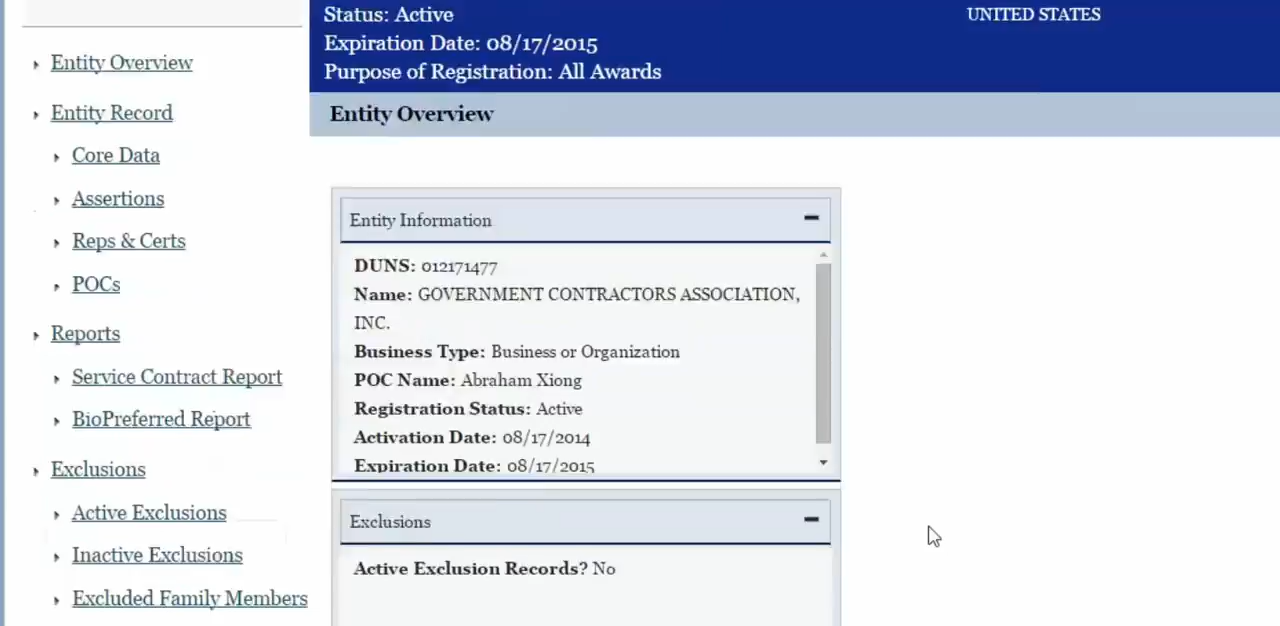 Status: Active
UNITED STATES
Expiration Date: 08/17/2015
Purpose of Registration: All Awards
Entity Overview
Entity Overview
Entity Record
Core Data
Assertions
Reps & Certs
POCs
Reports
Service Contract Report
BioPreferred Report
Exclusions
Active Exclusions
Inactive Exclusions
Excluded Family Members
Entity Information
DUNS: 012171477
Name: GOVERNMENT CONTRACTORS ASSOCIATION,
INC.
Business Type: Business or Organization
POC Name: Abraham Xiong
Registration Status: Active
Activation Date: 08/17/2014
Expiration Date: 08/17/2015
Exclusions
Active Exclusion Records? No